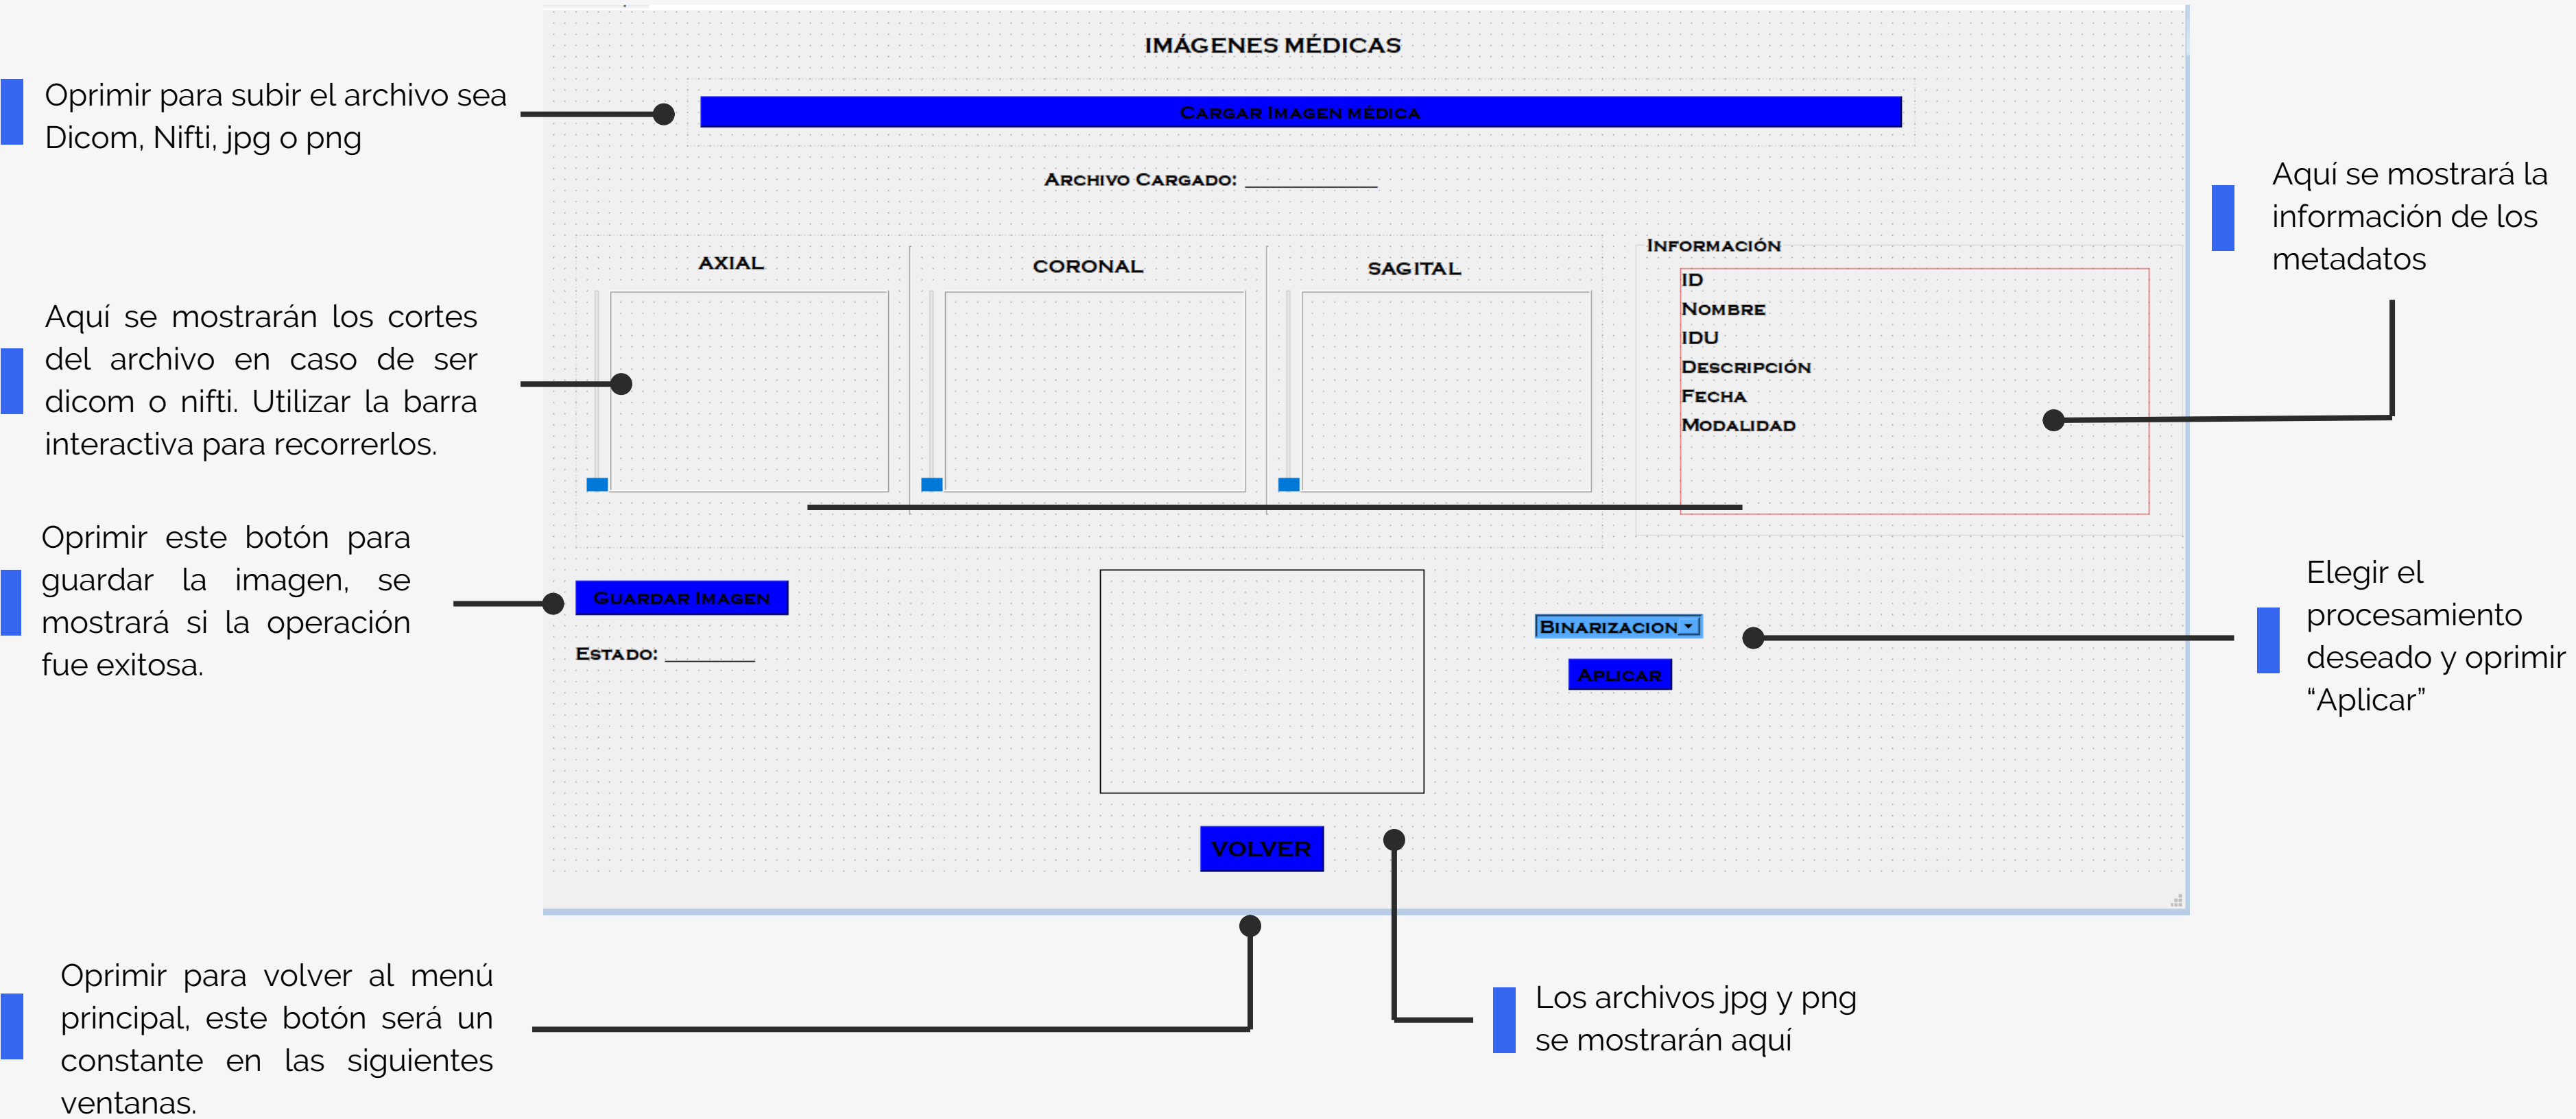 IMÁGENES MÉDICAS
Oprimir para subir el archivo sea
Dicom, Nifti, jpg o png
Cargar Imagen médica
Archivo Cargado: ____________
Aquí se mostrará la
información de los
metadatos
AXIAL
CORONAL
SAGITAL
Información
ID
Nombre
IDU
Descripción
Fecha
Modalidad
Aquí se mostrarán los cortes
del archivo en caso de ser
dicom o nifti. Utilizar la barra
interactiva para recorrerlos.
Oprimir este botón para
guardar la imagen, se
mostrará si la operación
fue exitosa.
Guardar Imagen
Estado: ________
Binarizacion
Aplicar
Elegir el
procesamiento
deseado y oprimir
“Aplicar”
VOLVER
Oprimir para volver al menú
principal, este botón será un
constante en las siguientes
ventanas.
Los archivos jpg y png
se mostrarán aquí